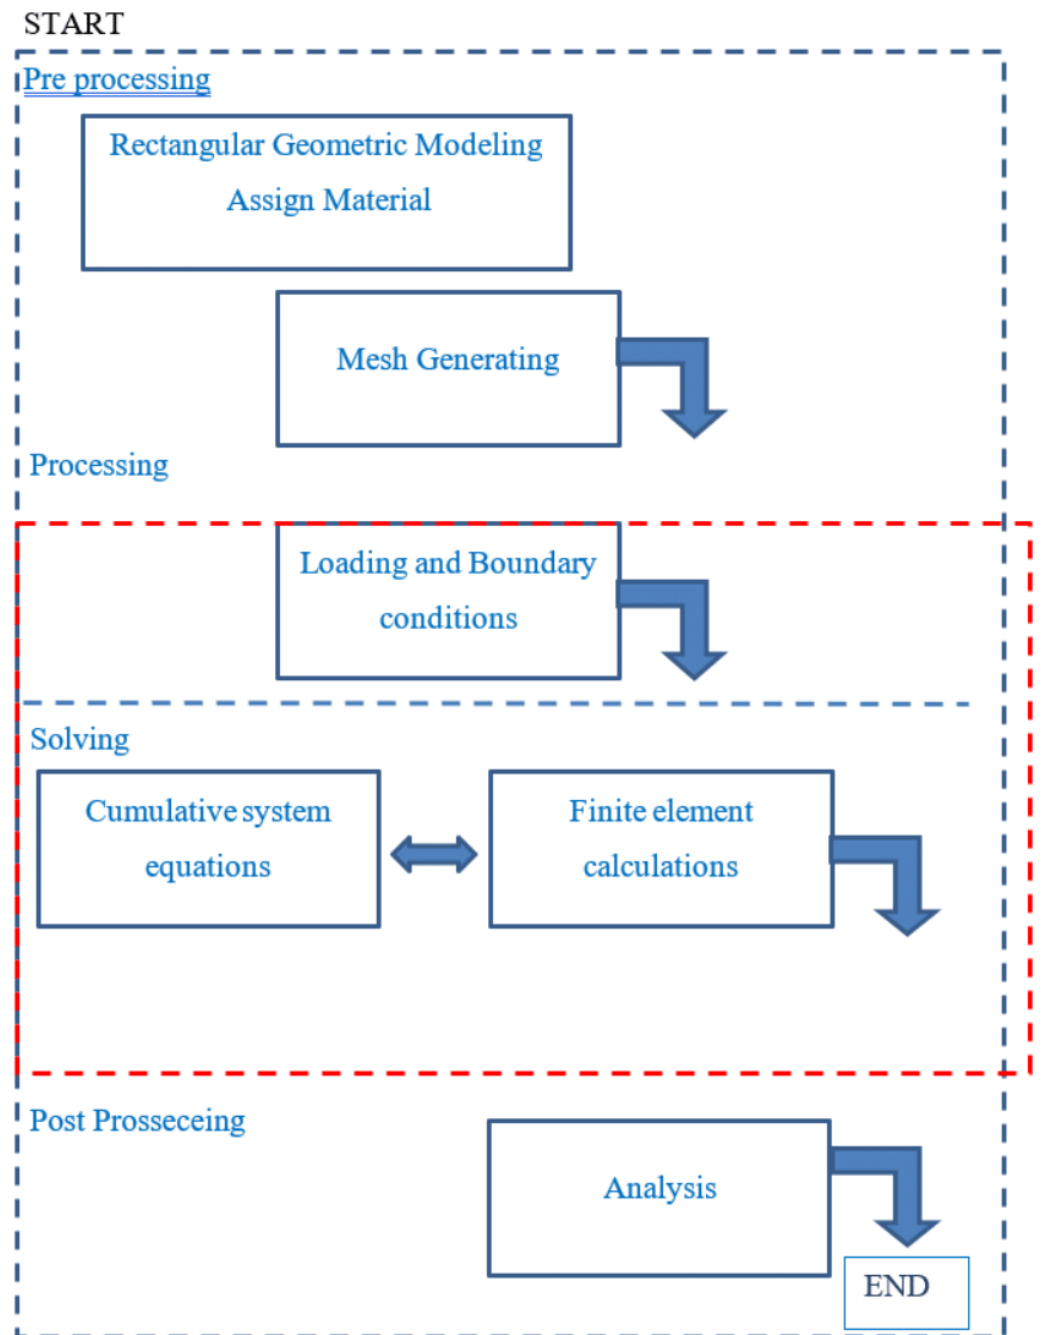 START
Pre processing
Rectangular Geometric Modeling
Assign Material
Mesh Generating
Processing
Loading and Boundary
conditions
Solving
Cumulative system
equations
Finite element
calculations
Post Prosseceing
Analysis
END